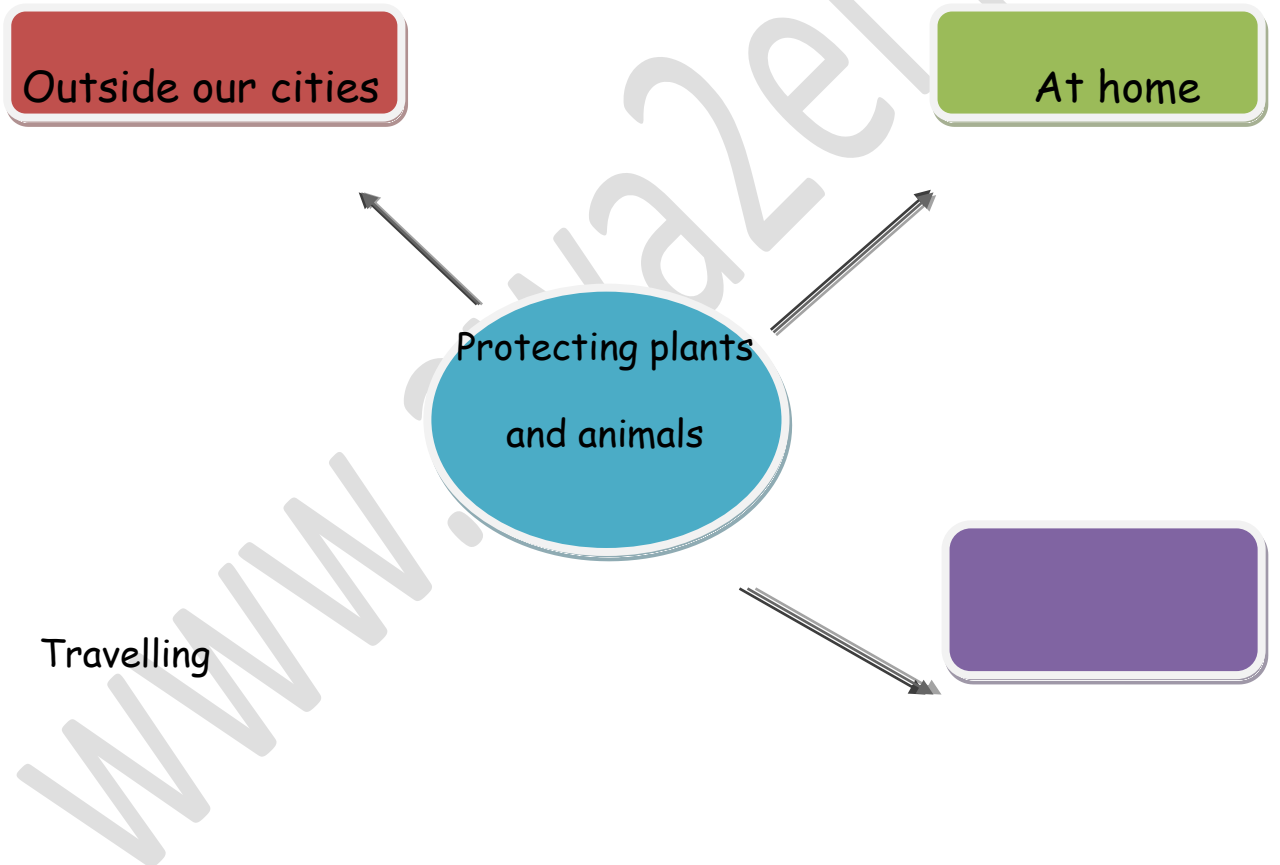 Outside our cities
At home
Protecting plants
and animals
Travelling